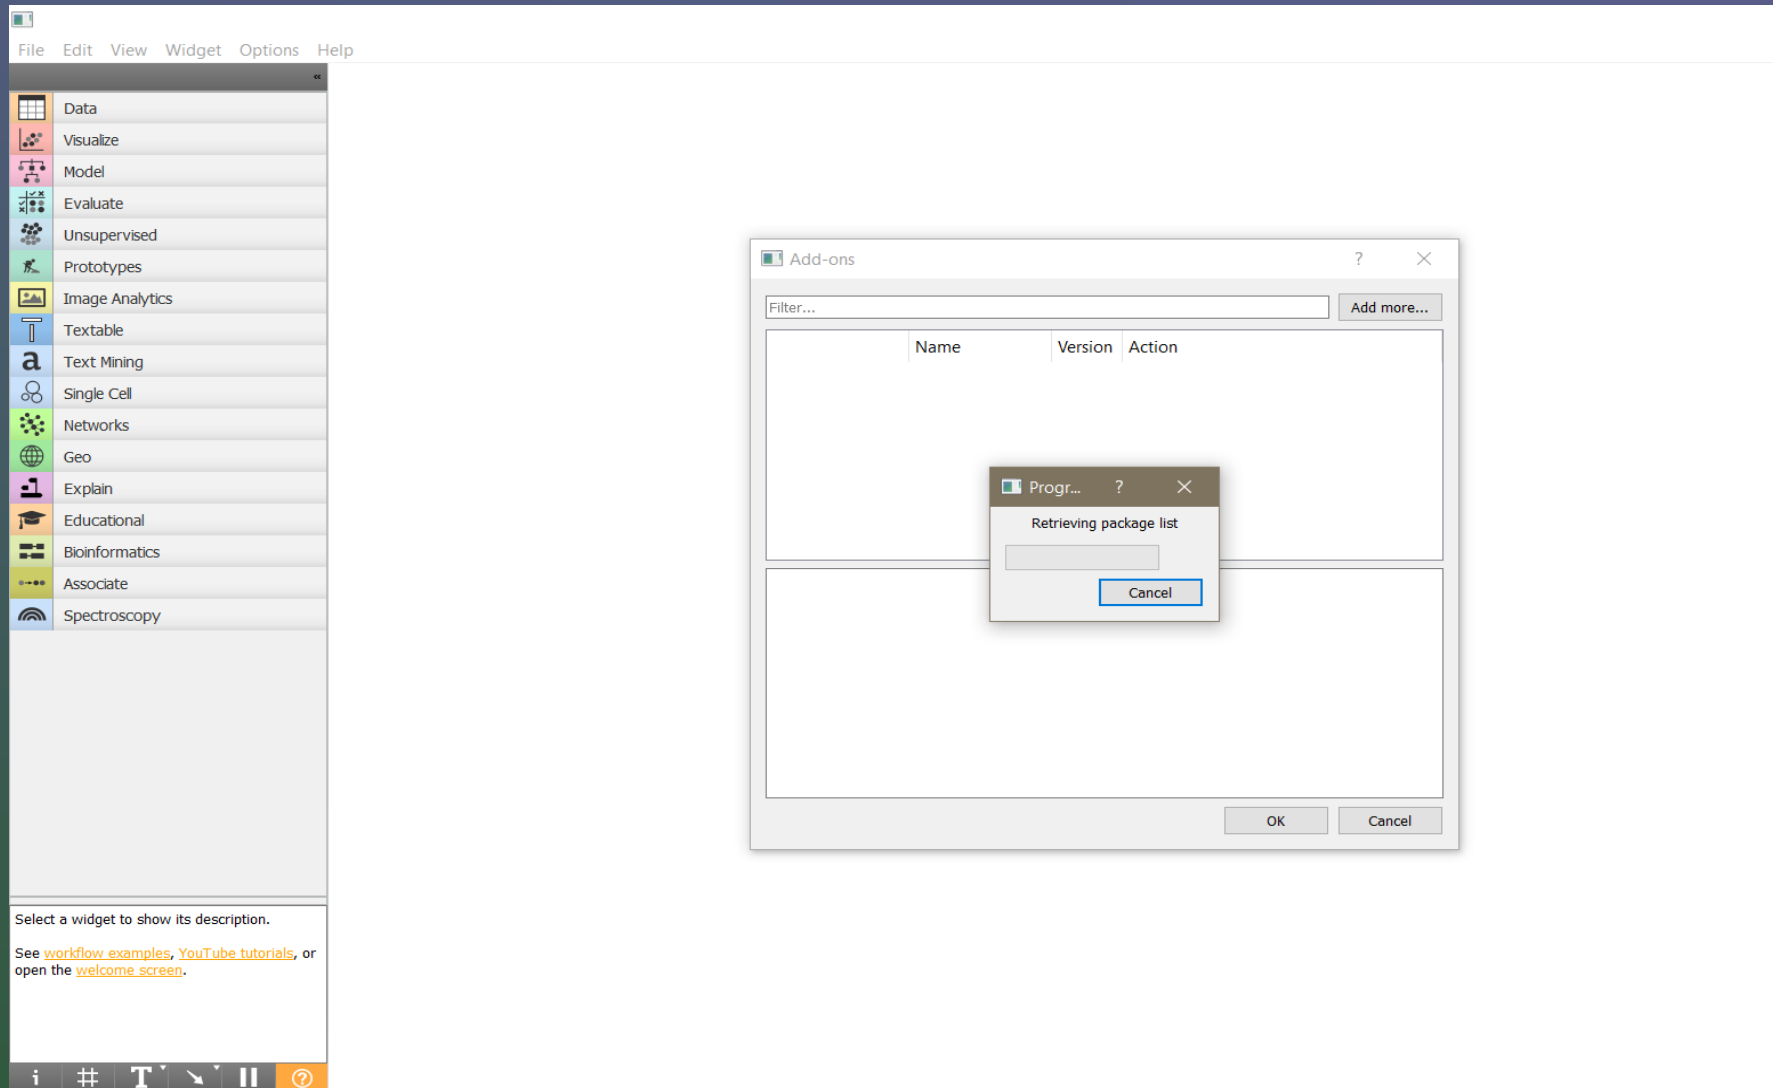 File Edit View Widget Options Help
«
Data
Visualize
Model
Evaluate
Unsupervised
Prototypes
Image Analytics
Textable
Text Mining
Single Cell
Networks
Geo
Explain
Educational
Bioinformatics
Associate
Spectroscopy
Select a widget to show its description.
See workflow examples, YouTube tutorials, or
open the welcome screen.
Add-ons ?
Filter... Add more...
Name Version Action
Progr... ?
Retrieving package list
Cancel
OK Cancel